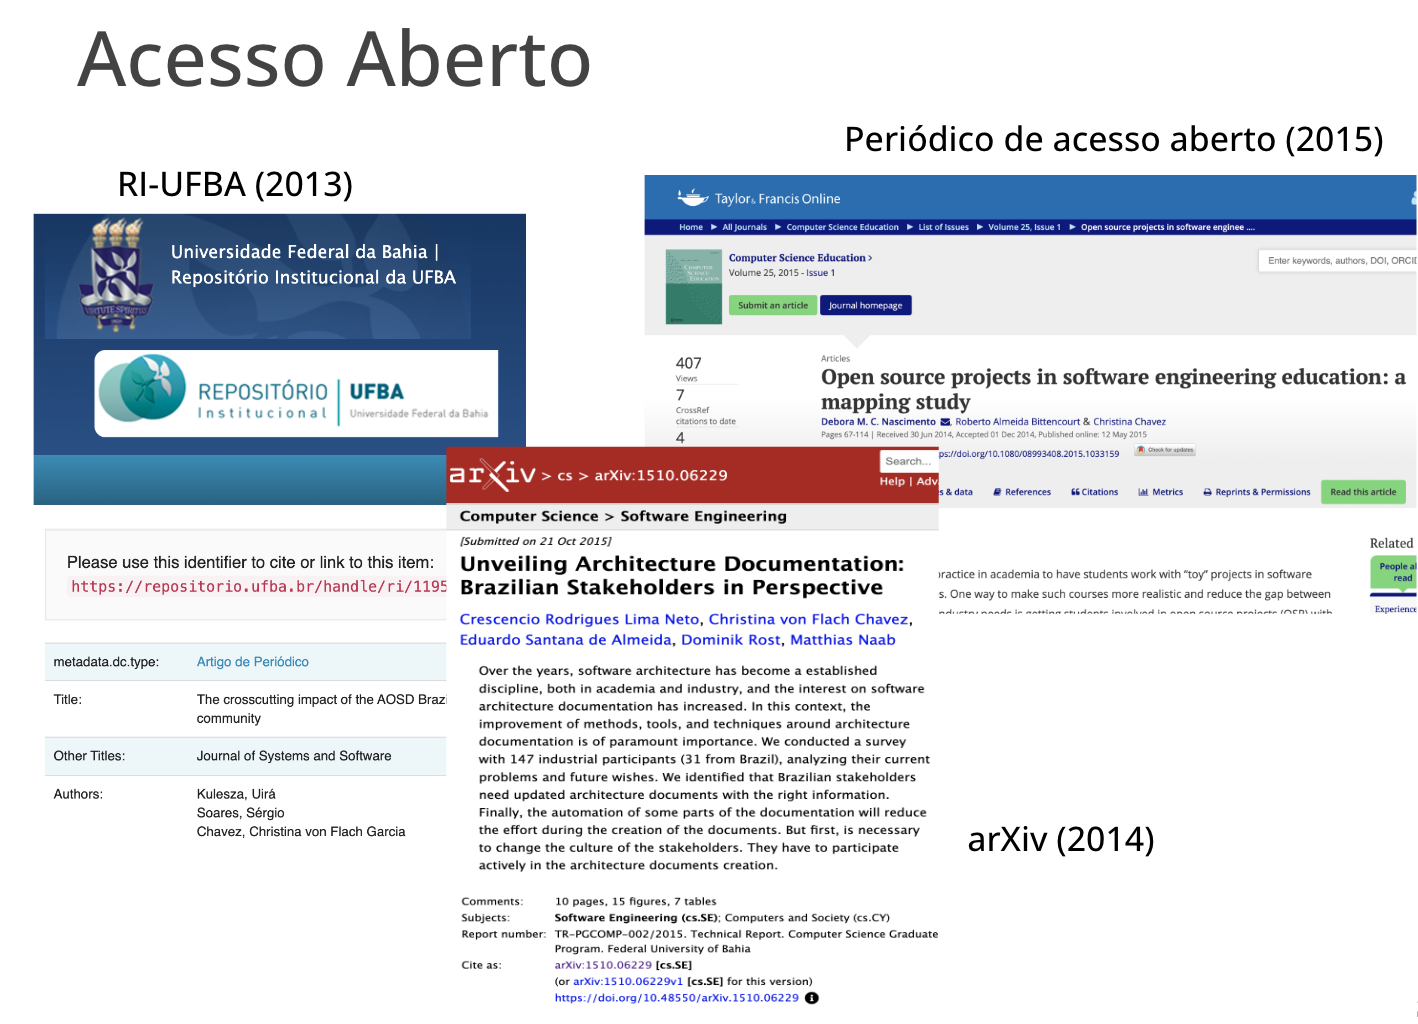 Acesso Aberto
RI-UFBA (2013)
Universidade Federal da Bahia |
Repositório Institucional da UFBA
VIRTUTE SPIRITUS
REPOSITÓRIO
Institucional
UFBA
Universidade Federal da Bahia
Please use this identifier to cite or link to this item:
https://repositorio.ufba.br/handle/ri/1195
metadata.dc.type: Artigo de Periódico
Title: The crosscutting impact of the AOSD Brazi
community
Other Titles: Journal of Systems and Software
Authors: Kulesza, Uirá
Soares, Sérgio
Chavez, Christina von Flach Garcia
Periódico de acesso aberto (2015)
Taylor & Francis Online
Home ▶ All Journals ▶ Computer Science Education ▶ List of Issues ▶ Volume 25, Issue 1 ▶ Open source projects in software enginee ....
COMPUTER
SCIENCE
EDUCATION
Computer Science Education >
Volume 25, 2015 - Issue 1
Enter keywords, authors, DOI, ORCID
Submit an article
Journal homepage
407
Views
7
CrossRef
citations to date
4
Articles
Open source projects in software engineering education: a
mapping study
Debora M. C. Nascimento, Roberto Almeida Bittencourt & Christina Chavez
Pages 67-114 | Received 30 Jun 2014, Accepted 01 Dec 2014, Published online: 12 May 2015
ps://doi.org/10.1080/08993408.2015.1033159
Check for updates
s & data References Citations Metrics Reprints & Permissions Read this article
Related
People al
read
Experience
ractice in academia to have students work with “toy” projects in software
s. One way to make such courses more realistic and reduce the gap between
ndustry needs is getting students involved in open source projects (OSP) with
arXiv > cs > arXiv:1510.06229
Search...
Help | Adv
Computer Science > Software Engineering
[Submitted on 21 Oct 2015]
Unveiling Architecture Documentation:
Brazilian Stakeholders in Perspective
Crescencio Rodrigues Lima Neto, Christina von Flach Chavez,
Eduardo Santana de Almeida, Dominik Rost, Matthias Naab
Over the years, software architecture has become a established
discipline, both in academia and industry, and the interest on software
architecture documentation has increased. In this context, the
improvement of methods, tools, and techniques around architecture
documentation is of paramount importance. We conducted a survey
with 147 industrial participants (31 from Brazil), analyzing their current
problems and future wishes. We identified that Brazilian stakeholders
need updated architecture documents with the right information.
Finally, the automation of some parts of the documentation will reduce
the effort during the creation of the documents. But first, is necessary
to change the culture of the stakeholders. They have to participate
actively in the architecture documents creation.
Comments: 10 pages, 15 figures, 7 tables
Subjects: Software Engineering (cs.SE); Computers and Society (cs.CY)
Report number: TR-PGCOMP-002/2015. Technical Report. Computer Science Graduate
Program. Federal University of Bahia
Cite as: arXiv:1510.06229 [cs.SE]
(or arXiv:1510.06229v1 [cs.SE] for this version)
https://doi.org/10.48550/arXiv.1510.06229
arXiv (2014)